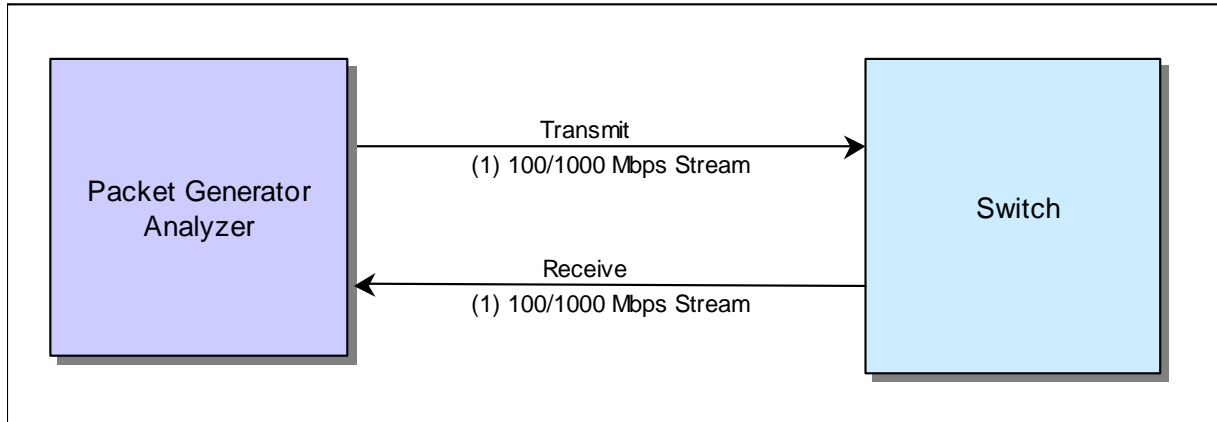 Packet Generator
Analyzer
Transmit
(1) 100/1000 Mbps Stream
Receive
(1) 100/1000 Mbps Stream
Switch